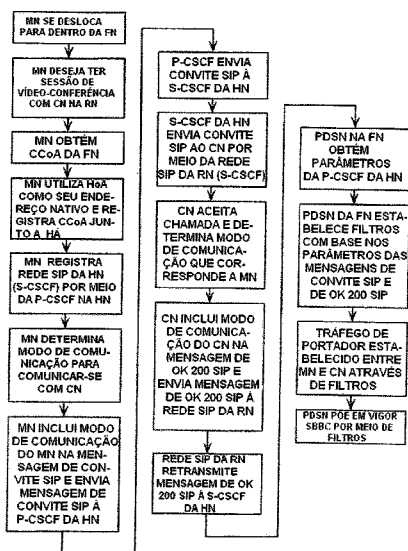 MN SE DESLOCA
PARA DENTRO DA FN
MN DESEJA TER
SESSÃO DE
VÍDEO-CONFERÊNCIA
COM CN NA RN
MN OBTÉM
CCoA DA FN
MN UTILIZA HoA
COMO SEU ENDE-
REÇO NATIVO E RE-
GISTRA CCoA JUN-
TO A HÁ
MN REGISTRA
REDE SIP DA HN
(S-CSCF) POR MEIO
DA P-CSCF NA HN
MN DETERMINA
MODO DE COMU-
NICAÇÃO PARA
COMUNICAR-SE
COM CN
MN INCLUI MODO
DE COMUNICAÇÃO
DO MN NA MENSA-
GEM DE CON-
VITE SIP E ENVIA
MENSAGEM DE
CONVITE SIP À
P-CSCF DA HN
P-CSCF ENVIA
CONVITE SIP À
S-CSCF DA HN
S-CSCF DA HN
ENVIA CONVITE
SIP AO CN POR
MEIO DA REDE
SIP DA RN (S-CSCF)
CN ACEITA
CHAMADA E DE-
TERMINA MODO
DE COMUNICA-
ÇÃO QUE COR-
RESPONDE A MN
CN INCLUI MODO
DE COMUNICA-
ÇÃO DO CN NA
MENSAGEM DE
OK 200 SIP E
ENVIA MENSAGEM
DE OK 200 SIP À
REDE SIP DA RN
REDE SIP DA RN
RETRANSMITE
MENSAGEM DE OK
200 SIP À S-CSCF
DA HN
PDSN NA FN
OBTÉM
PARÂMETROS
DA P-CSCF DA HN
PDSN DA FN ESTA-
BELECE FILTROS
COM BASE NOS
PARÂMETROS DAS
MENSAGENS DE
CONVITE SIP E
DE OK 200 SIP
TRÁFEGO DE
PORTADOR ESTA-
BELECIDO ENTRE
MN E CN ATRAVÉS
DE FILTROS
PDSN PÕE EM VIGOR
SBBC POR MEIO DE
FILTROS